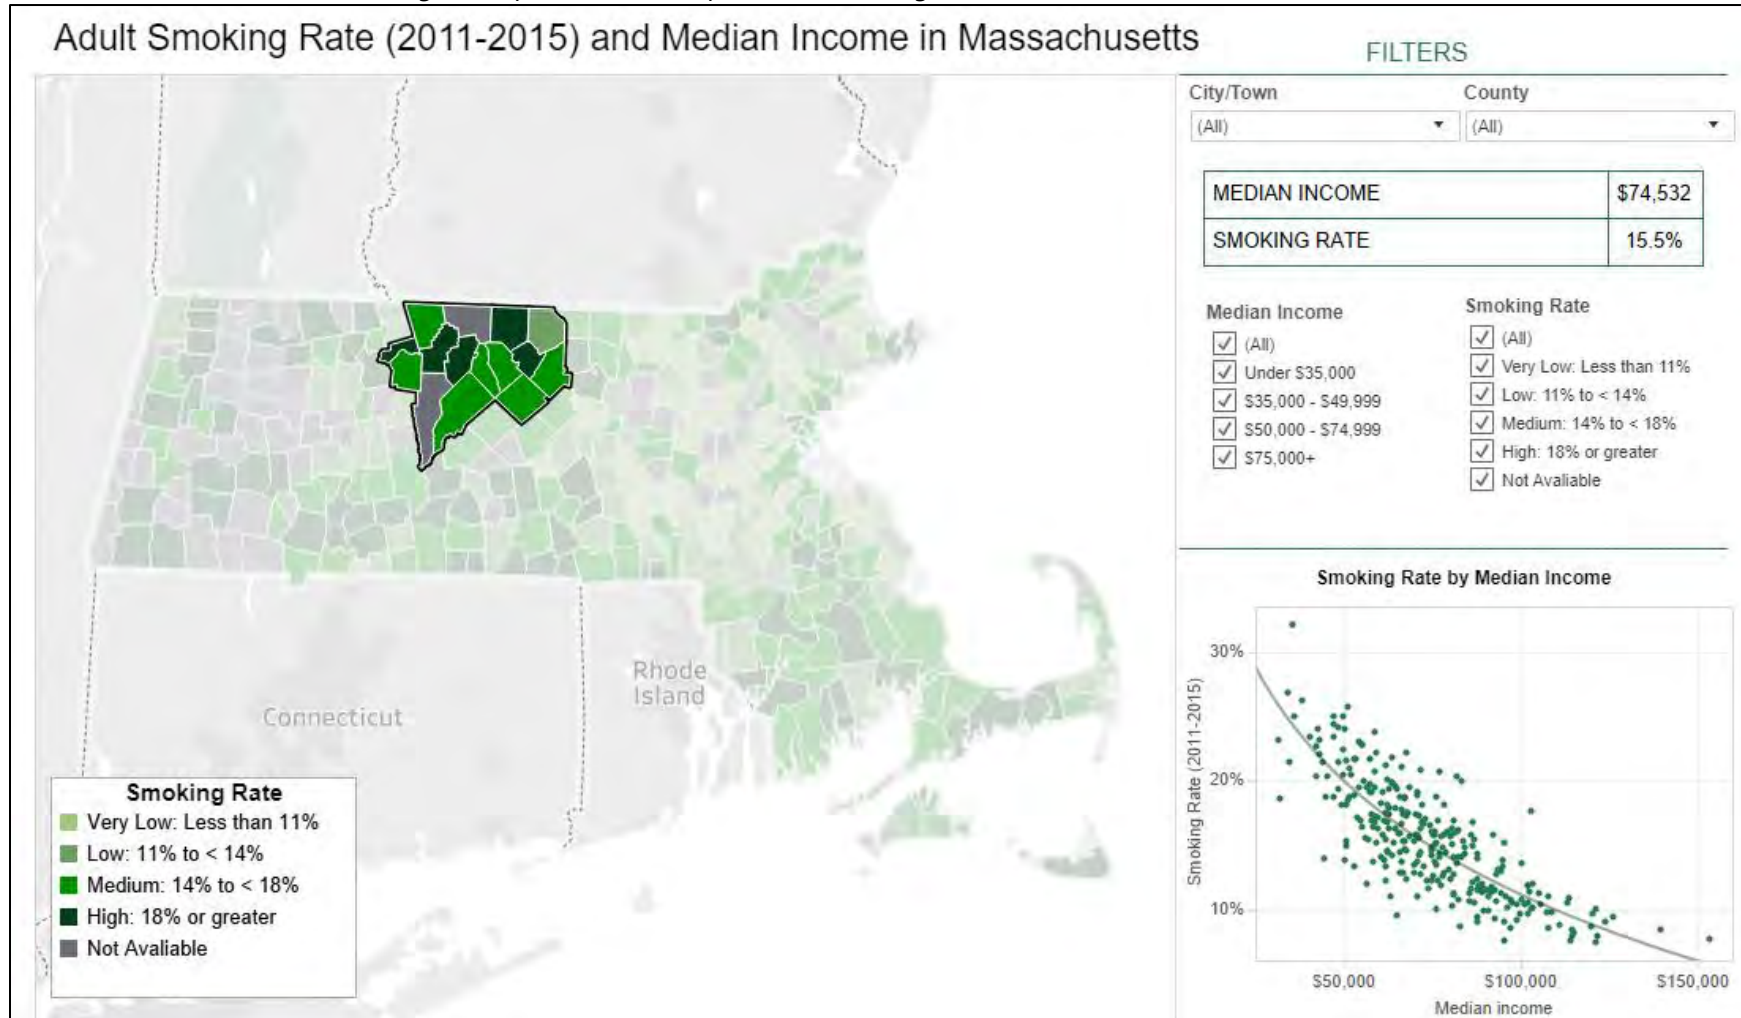 Adult Smoking Rate (2011-2015) and Median Income in Massachusetts
FILTERS
City/Town
County
(All)
(All)
MEDIAN INCOME $74,532
SMOKING RATE 15.5%
Median Income
(All)
Under $35,000
$35,000 - $49,999
$50,000 - $74,999
$75,000+
Smoking Rate
(All)
Very Low: Less than 11%
Low: 11% to < 14%
Medium: 14% to < 18%
High: 18% or greater
Not Avaliable
Connecticut
Rhode
Island
Smoking Rate
Very Low: Less than 11%
Low: 11% to < 14%
Medium: 14% to < 18%
High: 18% or greater
Not Avaliable
Smoking Rate by Median Income
Smoking Rate (2011-2015)
30%
20%
10%
$50,000
$100,000
$150,000
Median income